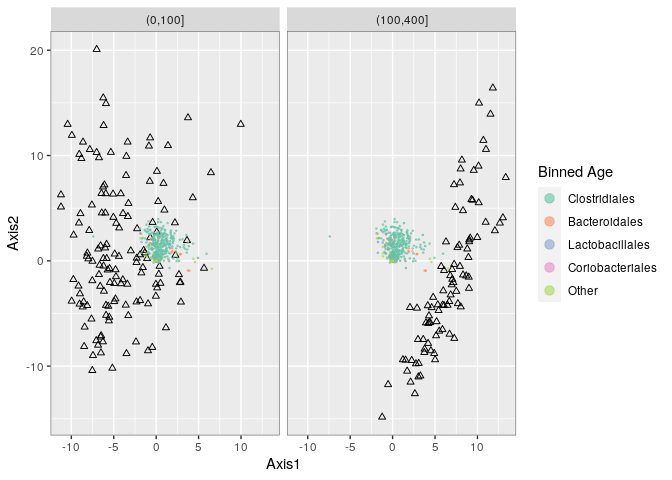 (0,100]
(100,400]
20
10
0
-10
Axis2
-10
-5
0
5
10
-10
-5
0
5
10
Axis1
Binned Age
Clostridiales
Bacteroidales
Lactobacillales
Coriobacteriales
Other